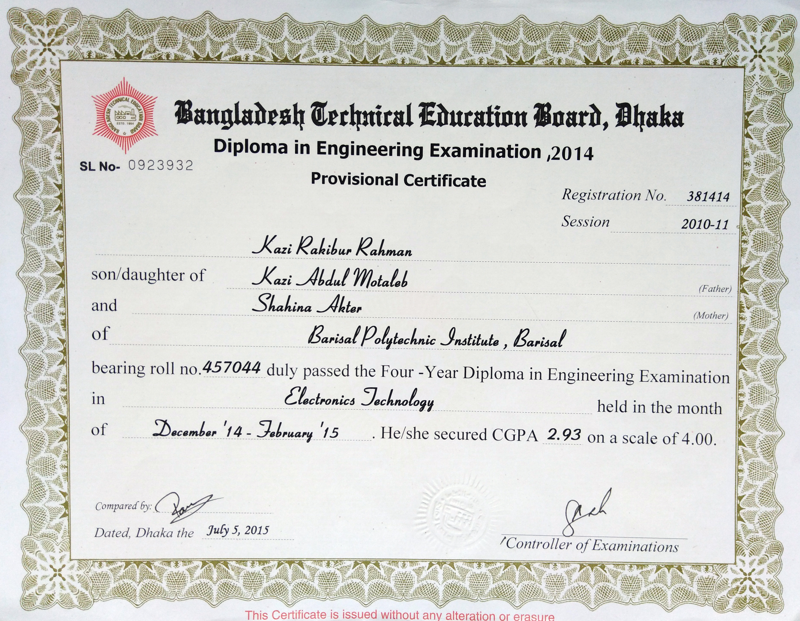 Bangladesh Technical Education Board, Dhaka
Diploma in Engineering Examination ,2014
SL No- 0923932
Provisional Certificate
Registration No. 381414
Session 2010-11
Kazi Rakibur Rahman
son/daughter of Kazi Abdul Motaleb (Father)
and Shahina Akter (Mother)
of Barisal Polytechnic Institute , Barisal
bearing roll no.457044 duly passed the Four -Year Diploma in Engineering Examination
in Electronics Technology held in the month
of December '14 - February '15 . He/she secured CGPA 2.93 on a scale of 4.00.
Compared by:
Dated, Dhaka the July 5, 2015
Controller of Examinations
This Certificate is issued without any alteration or erasure